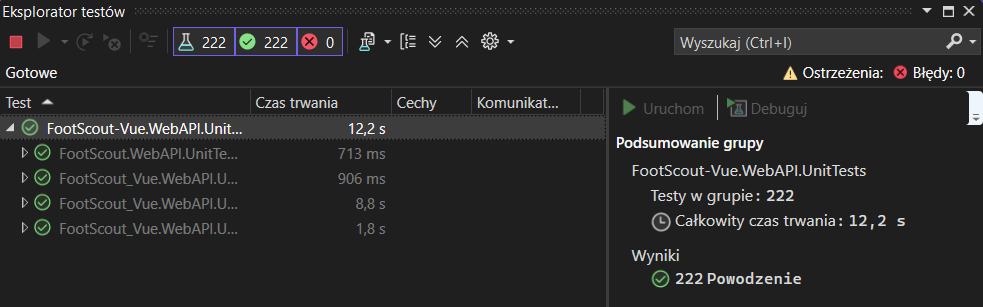 Eksplorator testów
222 222 0
Wyszukaj (Ctrl+I)
Gotowe
Ostrzeżenia: Błędy: 0
Test Czas trwania Cechy Komunikat...
FootScout-Vue.WebAPI.Unit... 12,2 s
FootScout.WebAPI.UnitTe... 713 ms
FootScout_Vue.WebAPI.U... 906 ms
FootScout_Vue.WebAPI.U... 8,8 s
FootScout_Vue.WebAPI.U... 1,8 s
Uruchom Debuguj
Podsumowanie grupy
FootScout-Vue.WebAPI.UnitTests
Testy w grupie: 222
Całkowity czas trwania: 12,2 s
Wyniki
222 Powodzenie